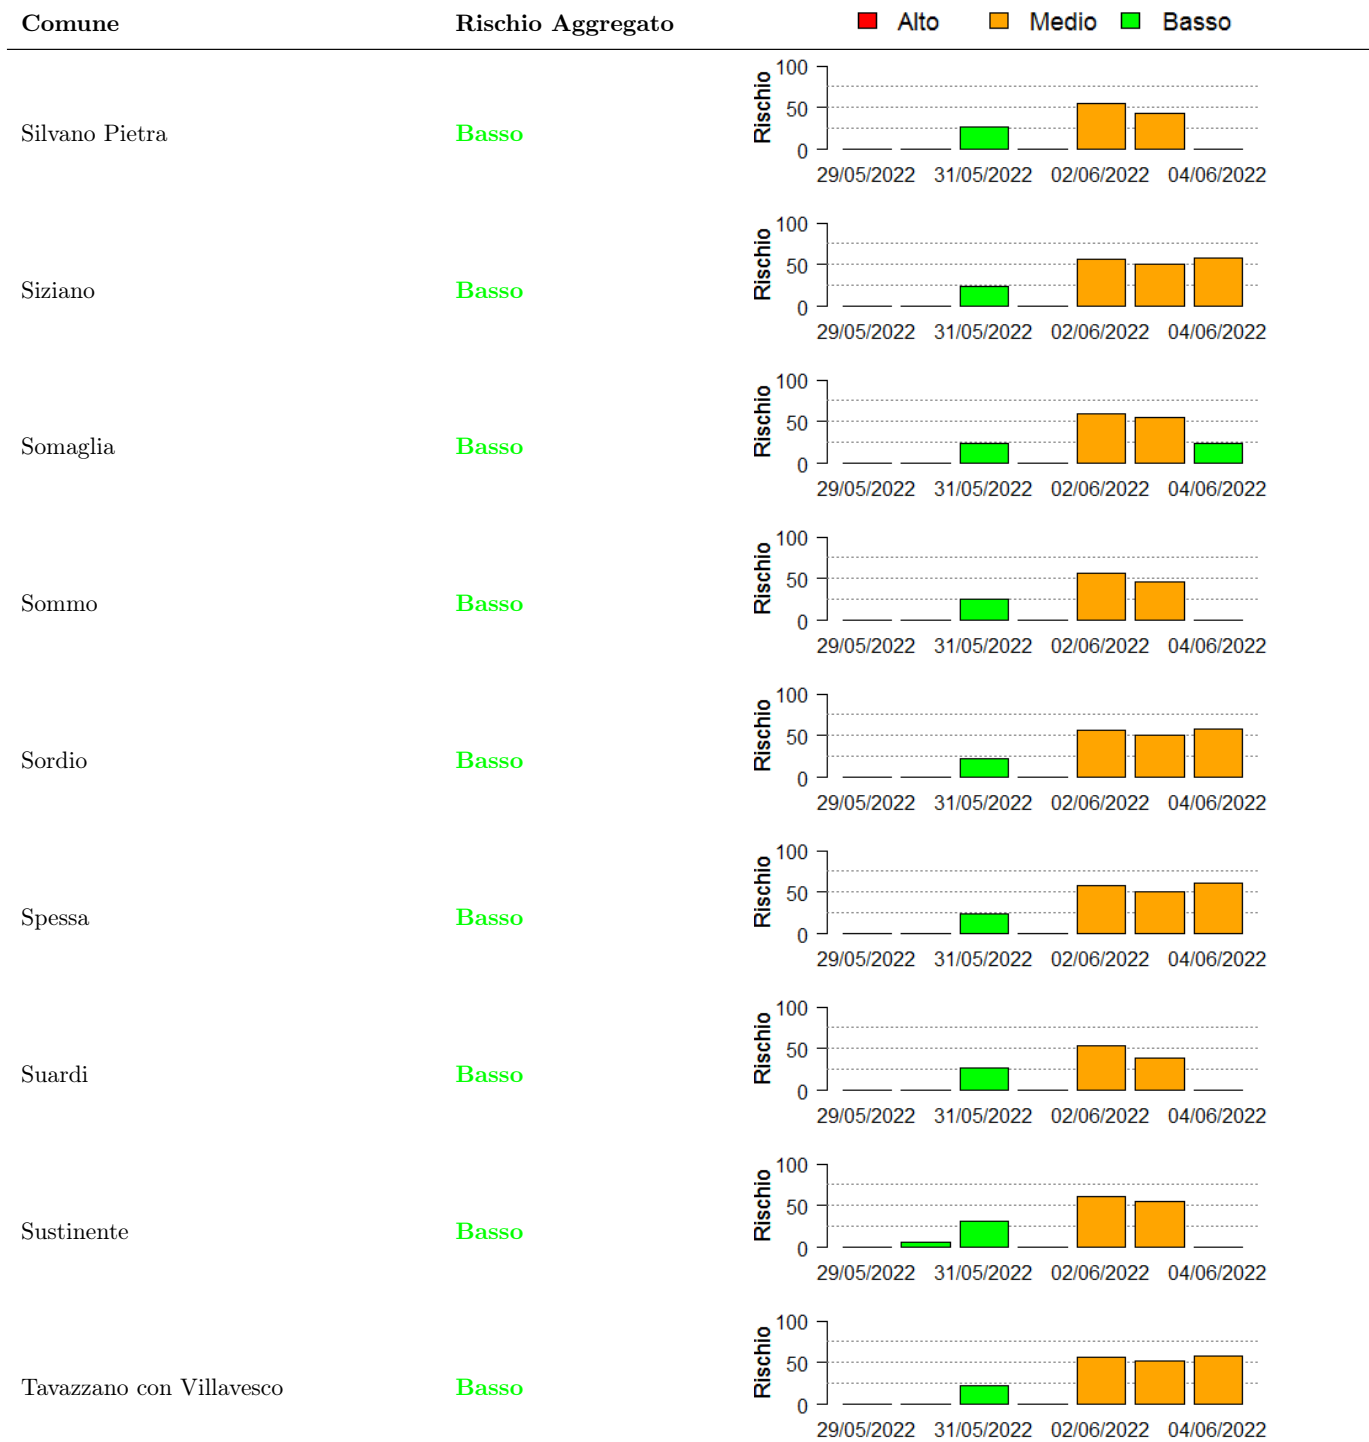 Comune Rischio Aggregato Alto Medio Basso
100
50
0
Rischio
Silvano Pietra Basso
29/05/2022 31/05/2022 02/06/2022 04/06/2022
100
50
0
Rischio
Siziano Basso
29/05/2022 31/05/2022 02/06/2022 04/06/2022
100
50
0
Rischio
Somaglia Basso
29/05/2022 31/05/2022 02/06/2022 04/06/2022
100
50
0
Rischio
Sommo Basso
29/05/2022 31/05/2022 02/06/2022 04/06/2022
100
50
0
Rischio
Sordio Basso
29/05/2022 31/05/2022 02/06/2022 04/06/2022
100
50
0
Rischio
Spessa Basso
29/05/2022 31/05/2022 02/06/2022 04/06/2022
100
50
0
Rischio
Suardi Basso
29/05/2022 31/05/2022 02/06/2022 04/06/2022
100
50
0
Rischio
Sustinente Basso
29/05/2022 31/05/2022 02/06/2022 04/06/2022
100
50
0
Rischio
Tavazzano con Villavesco Basso
29/05/2022 31/05/2022 02/06/2022 04/06/2022